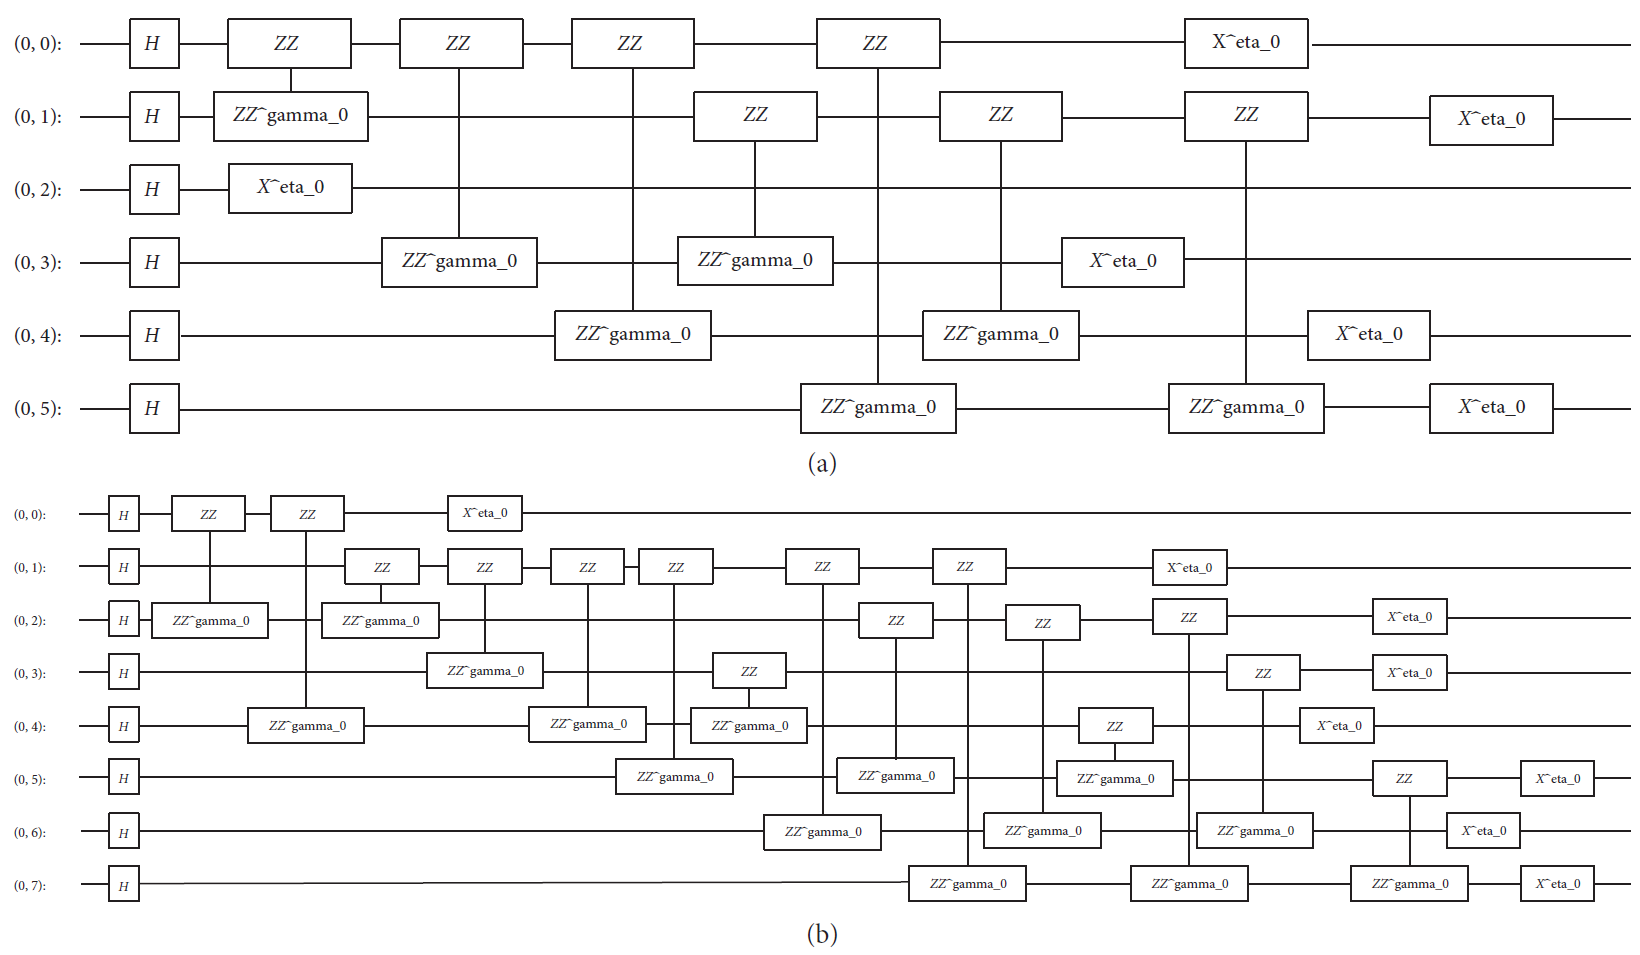 (0, 0): H ZZ ZZ ZZ ZZ X^eta_0
(0, 1): H ZZ^gamma_0 ZZ ZZ ZZ X^eta_0
(0, 2): H X^eta_0
(0, 3): H ZZ^gamma_0 ZZ^gamma_0 X^eta_0
(0, 4): H ZZ^gamma_0 ZZ^gamma_0 X^eta_0
(0, 5): H ZZ^gamma_0 ZZ^gamma_0 X^eta_0
(a)
(0, 0): H ZZ ZZ X^eta_0
(0, 1): H ZZ ZZ ZZ ZZ ZZ ZZ X^eta_0
(0, 2): H ZZ^gamma_0 ZZ^gamma_0 ZZ ZZ ZZ X^eta_0
(0, 3): H ZZ^gamma_0 ZZ ZZ X^eta_0
(0, 4): H ZZ^gamma_0 ZZ^gamma_0 ZZ^gamma_0 ZZ X^eta_0
(0, 5): H ZZ^gamma_0 ZZ^gamma_0 ZZ^gamma_0 ZZ X^eta_0
(0, 6): H ZZ^gamma_0 ZZ^gamma_0 ZZ^gamma_0 X^eta_0
(0, 7): H ZZ^gamma_0 ZZ^gamma_0 ZZ^gamma_0 X^eta_0
(b)